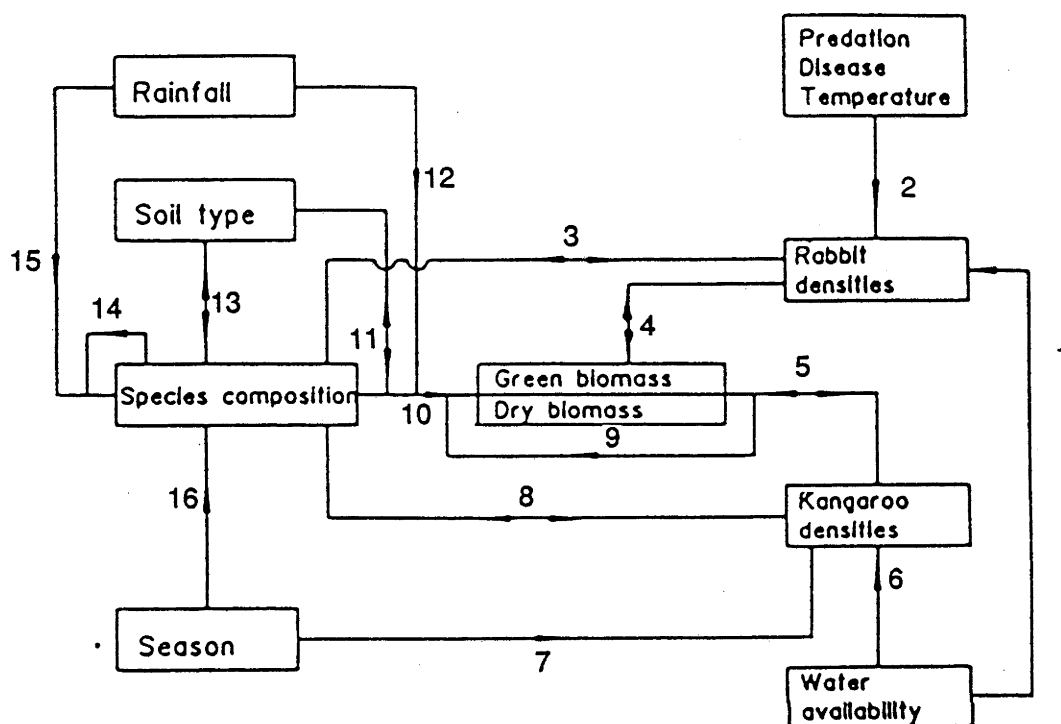 Predation
Disease
Temperature
Rainfall
12
2
Soil type
3
Rabbit
densities
15
13
14
11
4
5
Species composition
Green biomass
10
Dry biomass
9
16
8
Kangaroo
densities
6
Season
7
Water
availability